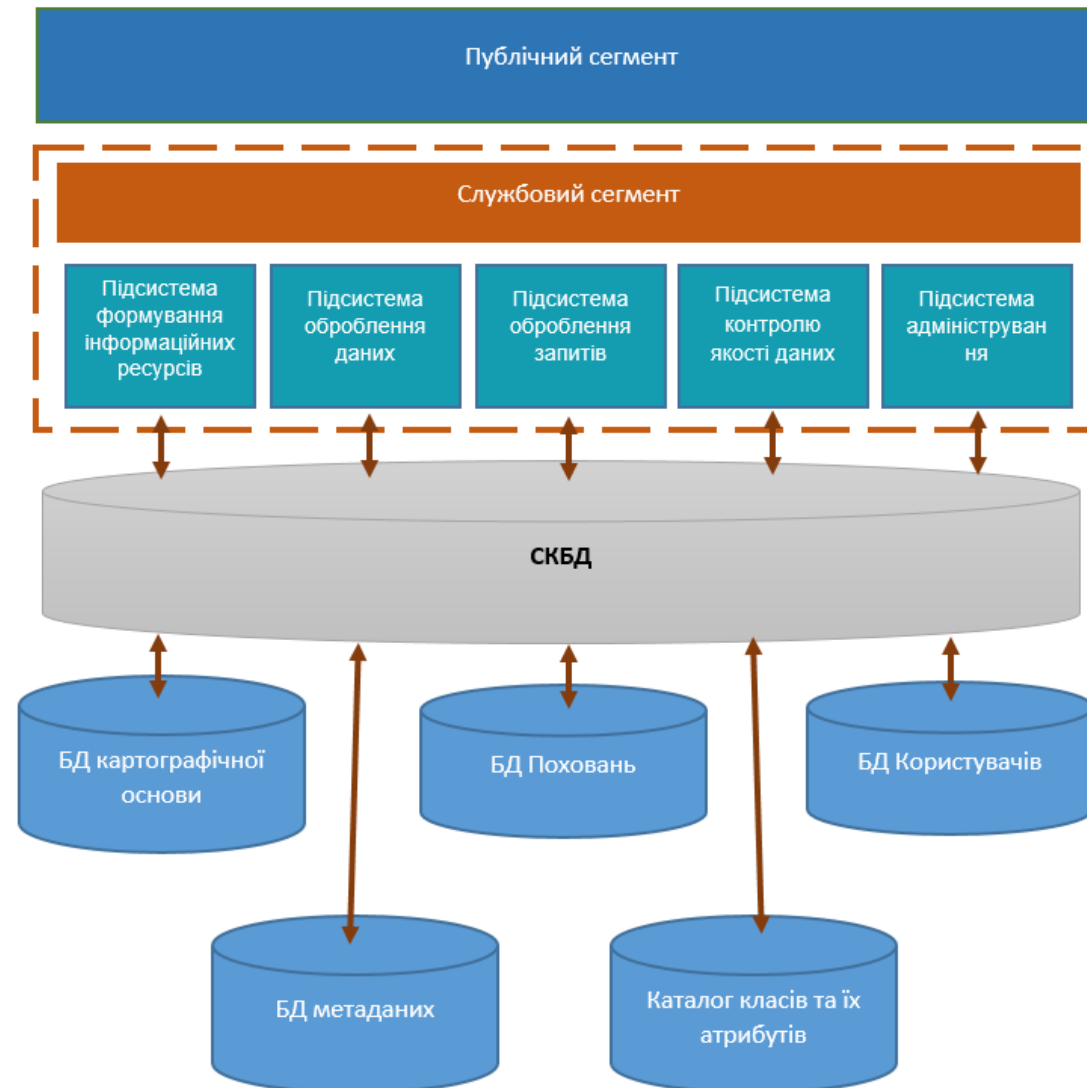 Публічний сегмент
Службовий сегмент
Підсистема
формування
інформаційних
ресурсів
Підсистема
оброблення
даних
Підсистема
оброблення
запитів
Підсистема
контролю
якості даних
Підсистема
адмініструван
ня
СКБД
БД картографічної
основи
БД Поховань
БД Користувачів
БД метаданих
Каталог класів та їх
атрибутів